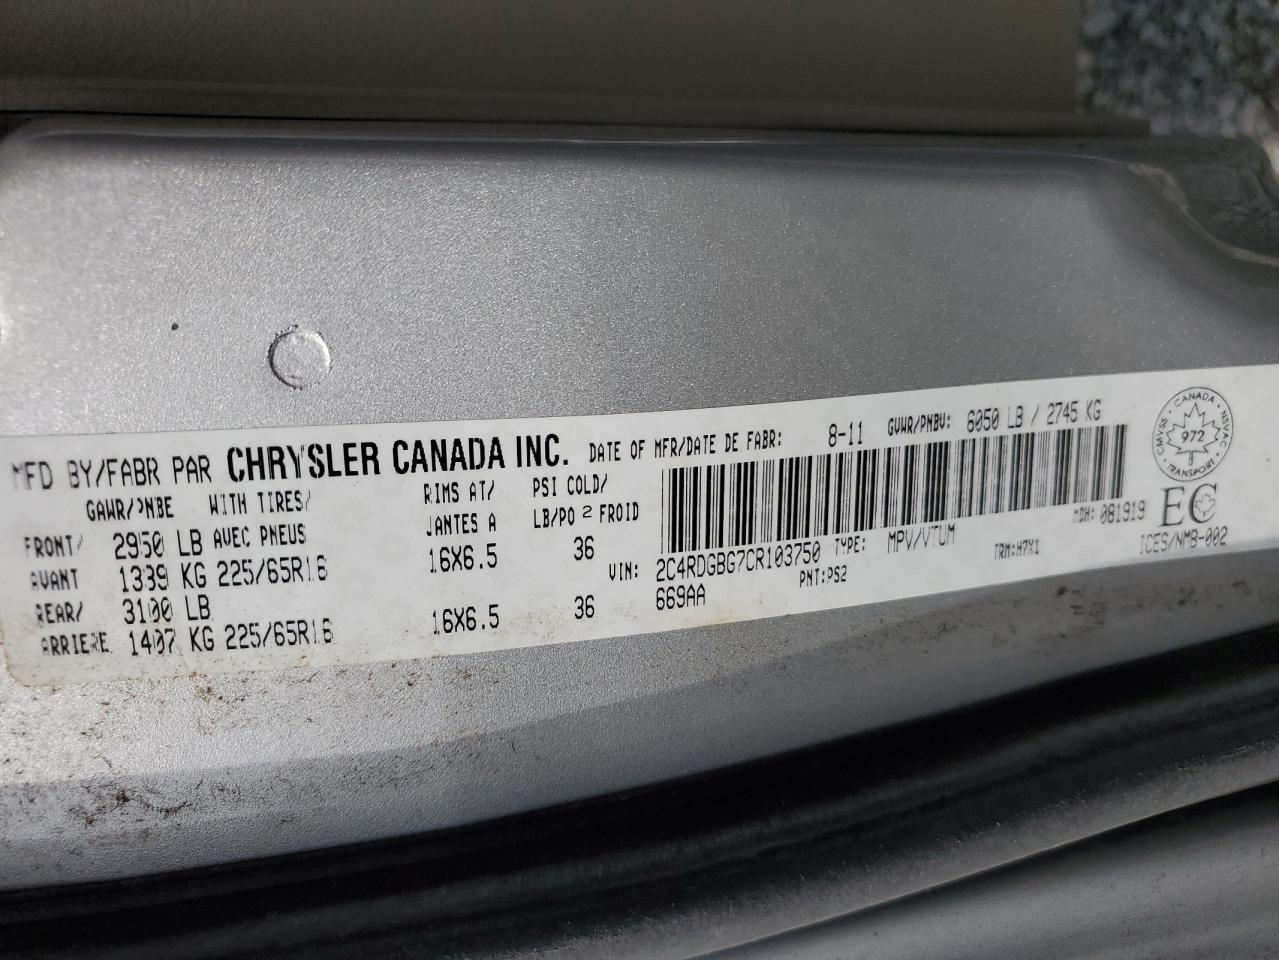 MFD BY/FABR PAR CHRYSLER CANADA INC. DATE OF MFR/DATE DE FABR: 8-11 GVWR/PNBV: 6050 LB / 2745 KG
GAWR/PNBE WITH TIRES/ RIMS AT/ PSI COLD/
FRONT/ 2950 LB AVEC PNEUS JANTES A LB/PO 2 FROID
AVANT 1339 KG 225/65R16 16X6.5 36
REAR/ 3100 LB
ARRIERE 1407 KG 225/65R16 16X6.5 36
VIN: 2C4RDGBG7CR103750 TYPE: MPV/VTUM MDH: 081919
669AA PNT:PS2 TRM:H7X1
CANADA
CMVSS NSVAC
972
TRANSPORT
EC
ICES/NMB-002